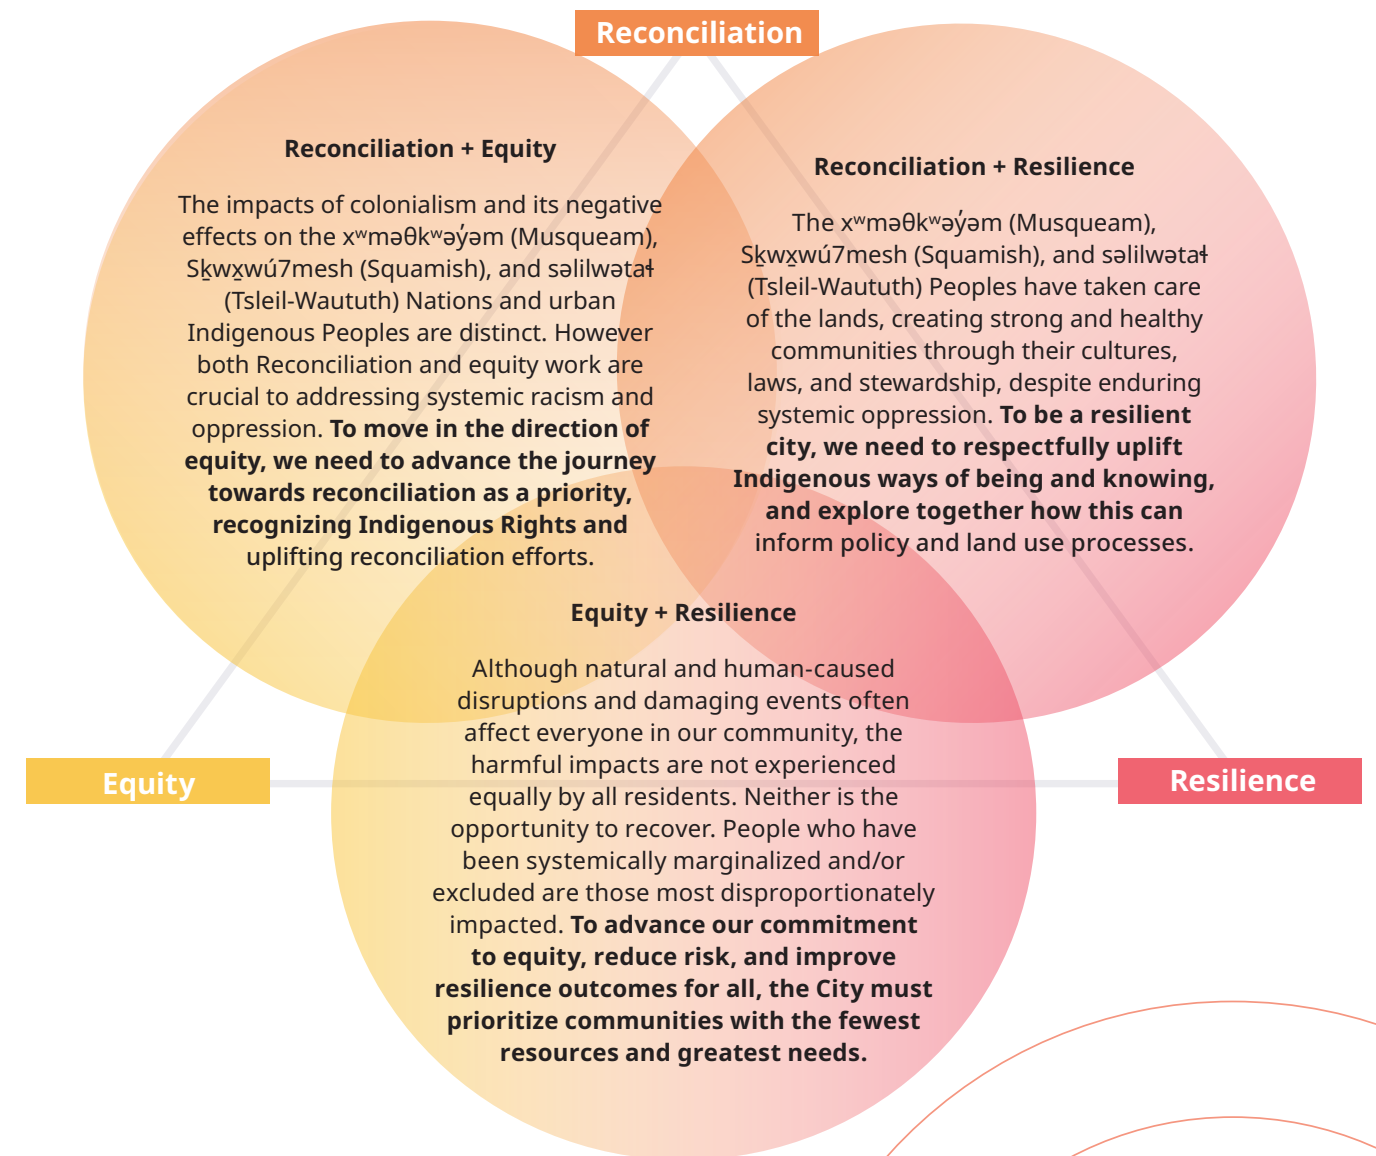 Reconciliation
Reconciliation + Equity
The impacts of colonialism and its negative
effects on the xʷməθkʷəy̓əm (Musqueam),
Sḵwx̱wú7mesh (Squamish), and səlilwətaɬ
(Tsleil-Waututh) Nations and urban
Indigenous Peoples are distinct. However
both Reconciliation and equity work are
crucial to addressing systemic racism and
oppression. To move in the direction of
equity, we need to advance the journey
towards reconciliation as a priority,
recognizing Indigenous Rights and
uplifting reconciliation efforts.
Reconciliation + Resilience
The xʷməθkʷəy̓əm (Musqueam),
Sḵwx̱wú7mesh (Squamish), and səlilwətaɬ
(Tsleil-Waututh) Peoples have taken care
of the lands, creating strong and healthy
communities through their cultures,
laws, and stewardship, despite enduring
systemic oppression. To be a resilient
city, we need to respectfully uplift
Indigenous ways of being and knowing,
and explore together how this can
inform policy and land use processes.
Equity + Resilience
Although natural and human-caused
disruptions and damaging events often
affect everyone in our community, the
harmful impacts are not experienced
equally by all residents. Neither is the
opportunity to recover. People who have
been systemically marginalized and/or
excluded are those most disproportionately
impacted. To advance our commitment
to equity, reduce risk, and improve
resilience outcomes for all, the City must
prioritize communities with the fewest
resources and greatest needs.
Equity
Resilience